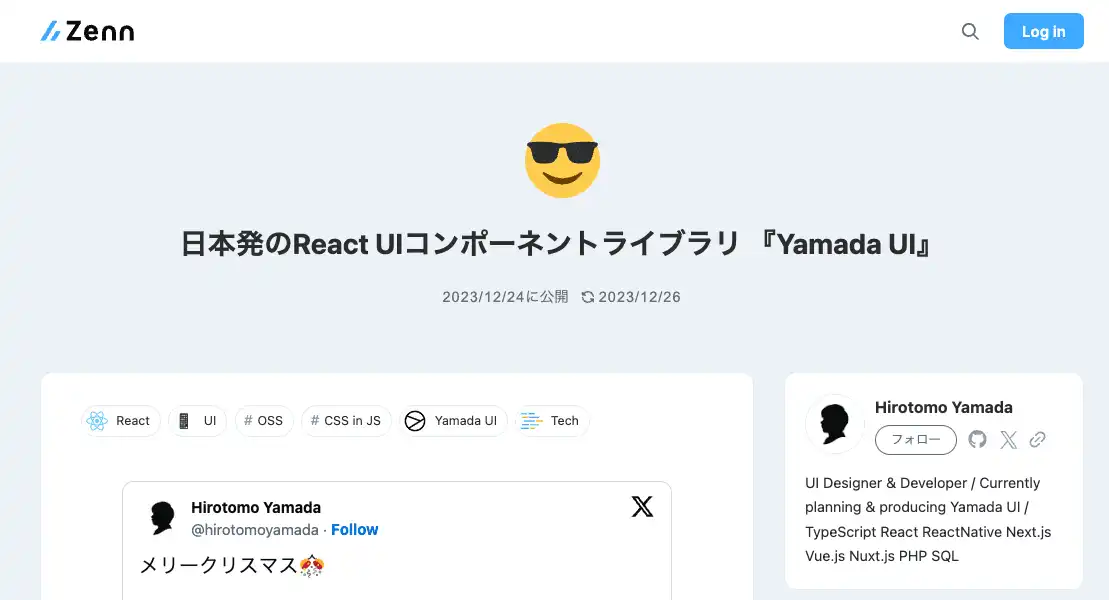 Zenn
Log in
日本発のReact UIコンポーネントライブラリ 『Yamada UI』
2023/12/24に公開 2023/12/26
React UI # OSS # CSS in JS Yamada UI Tech
Hirotomo Yamada
@hirotomoyamada · Follow
メリークリスマス
Hirotomo Yamada
フォロー
UI Designer & Developer / Currently
planning & producing Yamada UI /
TypeScript React ReactNative Next.js
Vue.js Nuxt.js PHP SQL